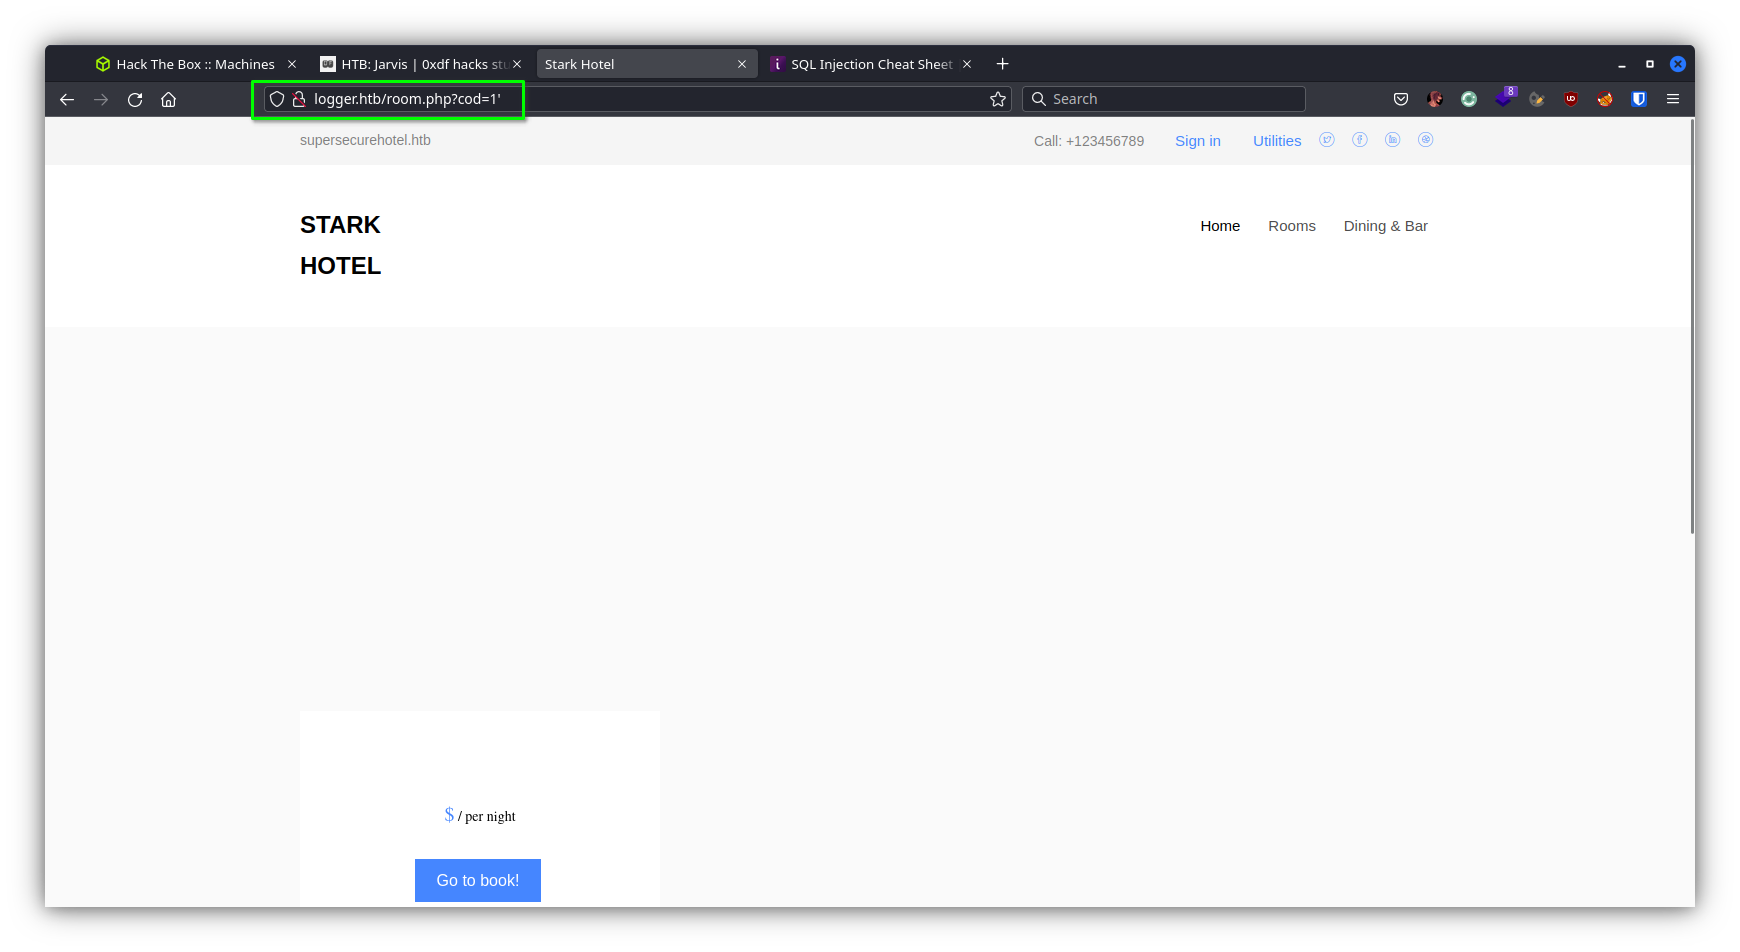 Hack The Box :: Machines
HTB: Jarvis | 0xdf hacks stu
Stark Hotel
SQL Injection Cheat Sheet
logger.htb/room.php?cod=1'
Search
8
supersecurehotel.htb
Call: +123456789
Sign in
Utilities
STARK
HOTEL
Home
Rooms
Dining & Bar
$ / per night
Go to book!